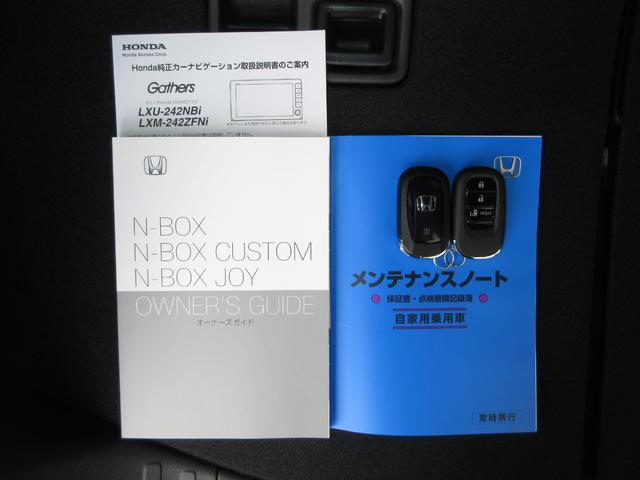 HONDA
Honda Access Corp.
Honda純正カーナビゲーション取扱説明書のご案内
Gathers
LXU-242NBi
LXM-242ZFNi
N-BOX
N-BOX CUSTOM
N-BOX JOY
OWNER'S GUIDE
オーナーズガイド
HOLD
メンテナンスノート
保証書・点検整備記録簿
自家用乗用車
常時携行